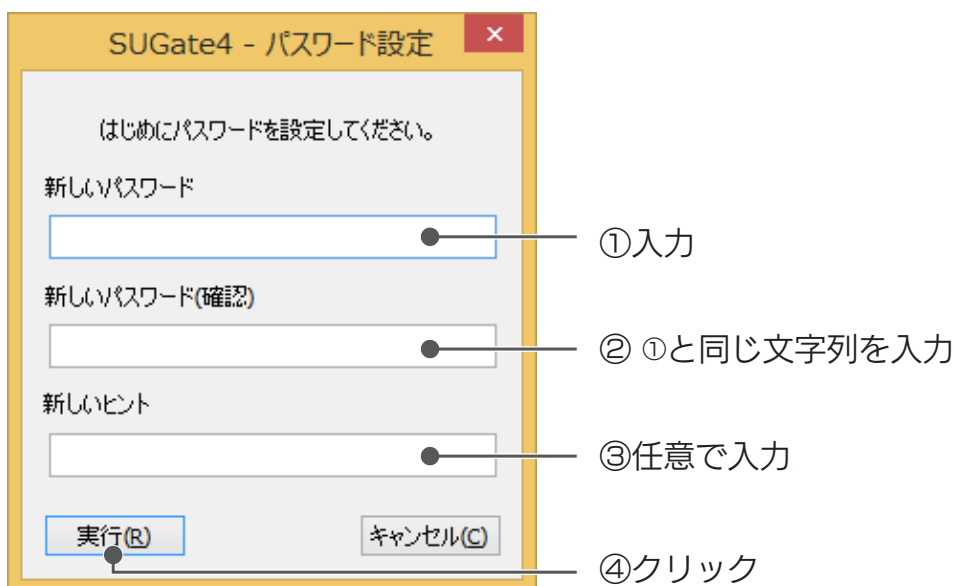 SUGate4 - パスワード設定
はじめにパスワードを設定してください。
新しいパスワード
①入力
新しいパスワード(確認)
② ①と同じ文字列を入力
新しいヒント
③任意で入力
実行(R)
キャンセル(C)
④クリック